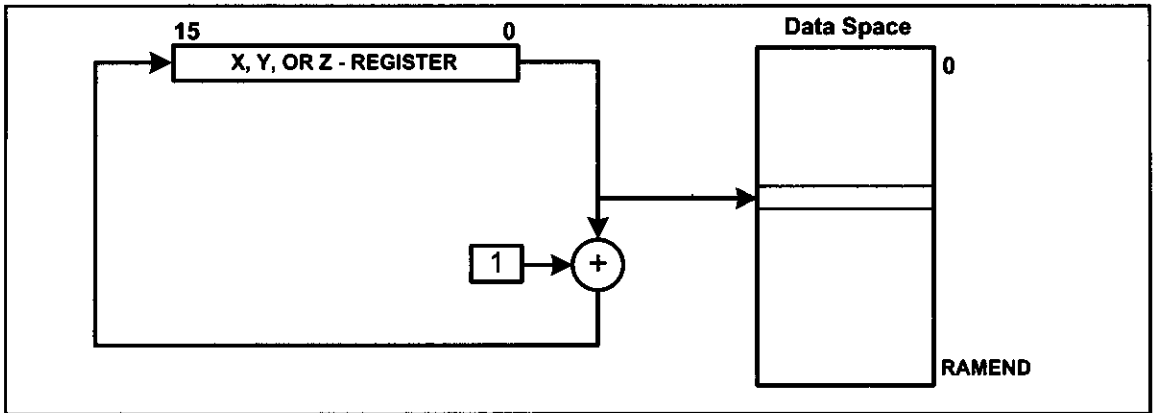 15
0
X, Y, OR Z - REGISTER
Data Space
0
1
+
RAMEND